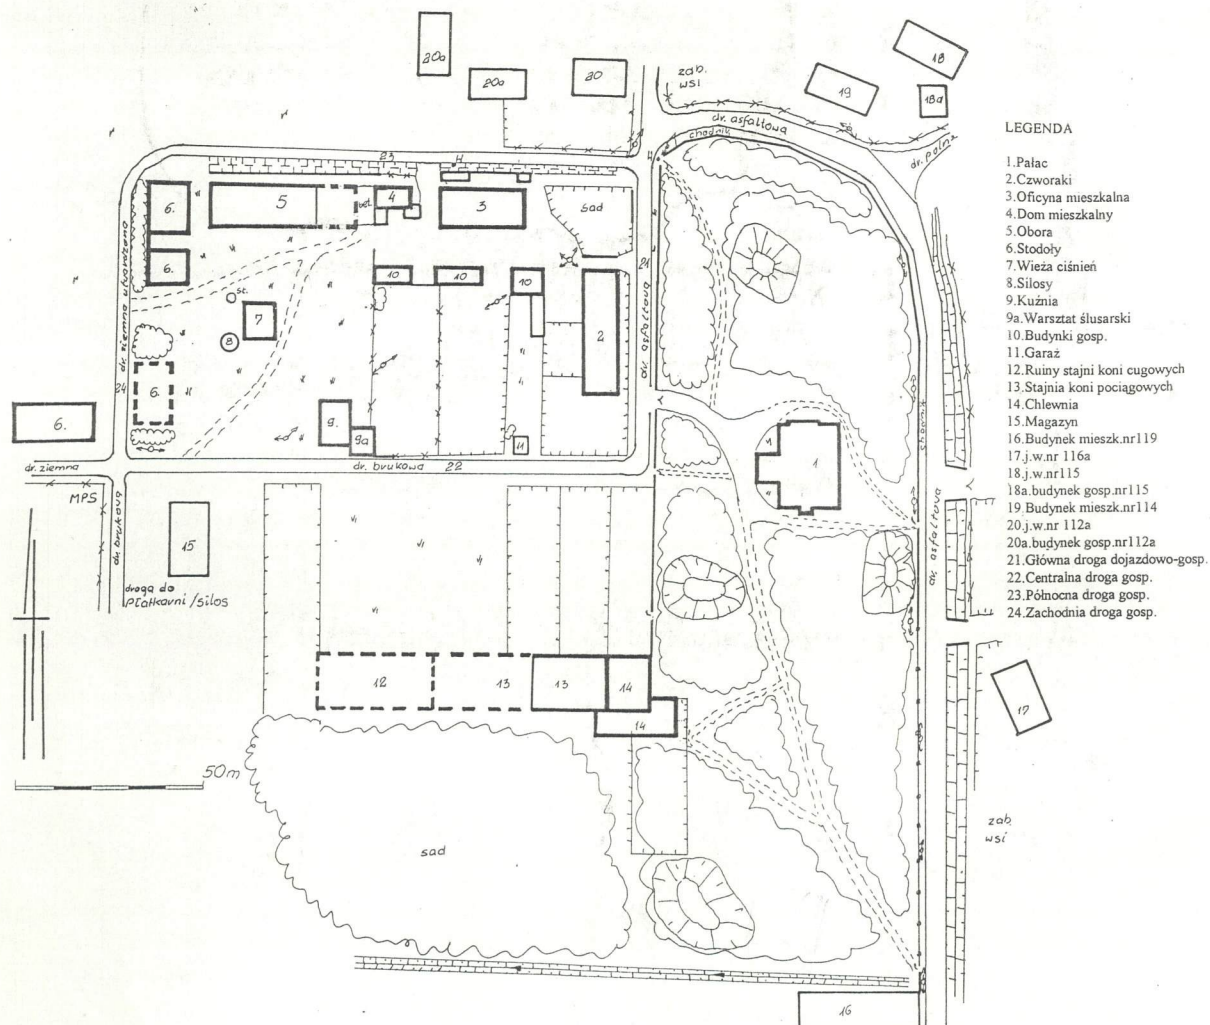 20a
20a
20
zab.
wsi
18
19
18a
dr. asfaltowa
chodnik
dr. polna
23
H
H
6.
5
bet.
4
3
sad
LEGENDA
1.Pałac
2.Czworaki
3.Oficyna mieszkalna
4.Dom mieszkalny
5.Obora
6.Stodoły
7.Wieża ciśnień
8.Silosy
9.Kuźnia
9a.Warsztat ślusarski
10.Budynki gosp.
11.Garaż
12.Ruiny stajni koni cugowych
13.Stajnia koni pociągowych
14.Chlewnia
15.Magazyn
16.Budynek mieszk.nr119
17.j.w.nr 116a
18.j.w.nr115
18a.budynek gosp.nr115
19.Budynek mieszk.nr114
20.j.w.nr 112a
20a.budynek gosp.nr112a
21.Główna droga dojazdowo-gosp.
22.Centralna droga gosp.
23.Północna droga gosp.
24.Zachodnia droga gosp.
6.
10
10
10
21
st.
7
8
2
dr. asfaltowa
dr. ziemna utwardzona
24
6.
6.
9.
9a
11
1
chodnik
dr. ziemna
dr. brukowa
22
MPS
dr. brukowa
15
droga do
płatkarni/silos
dr. asfaltowa
12
13
13
14
14
17
50m
sad
zab.
wsi
16